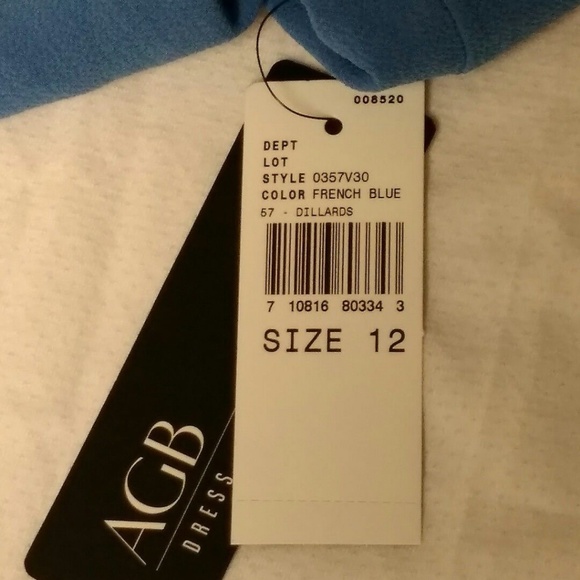 008520
DEPT
LOT
STYLE 0357V30
COLOR FRENCH BLUE
57 - DILLARDS
7 10816 80334 3
SIZE 12
AGB
DRESS